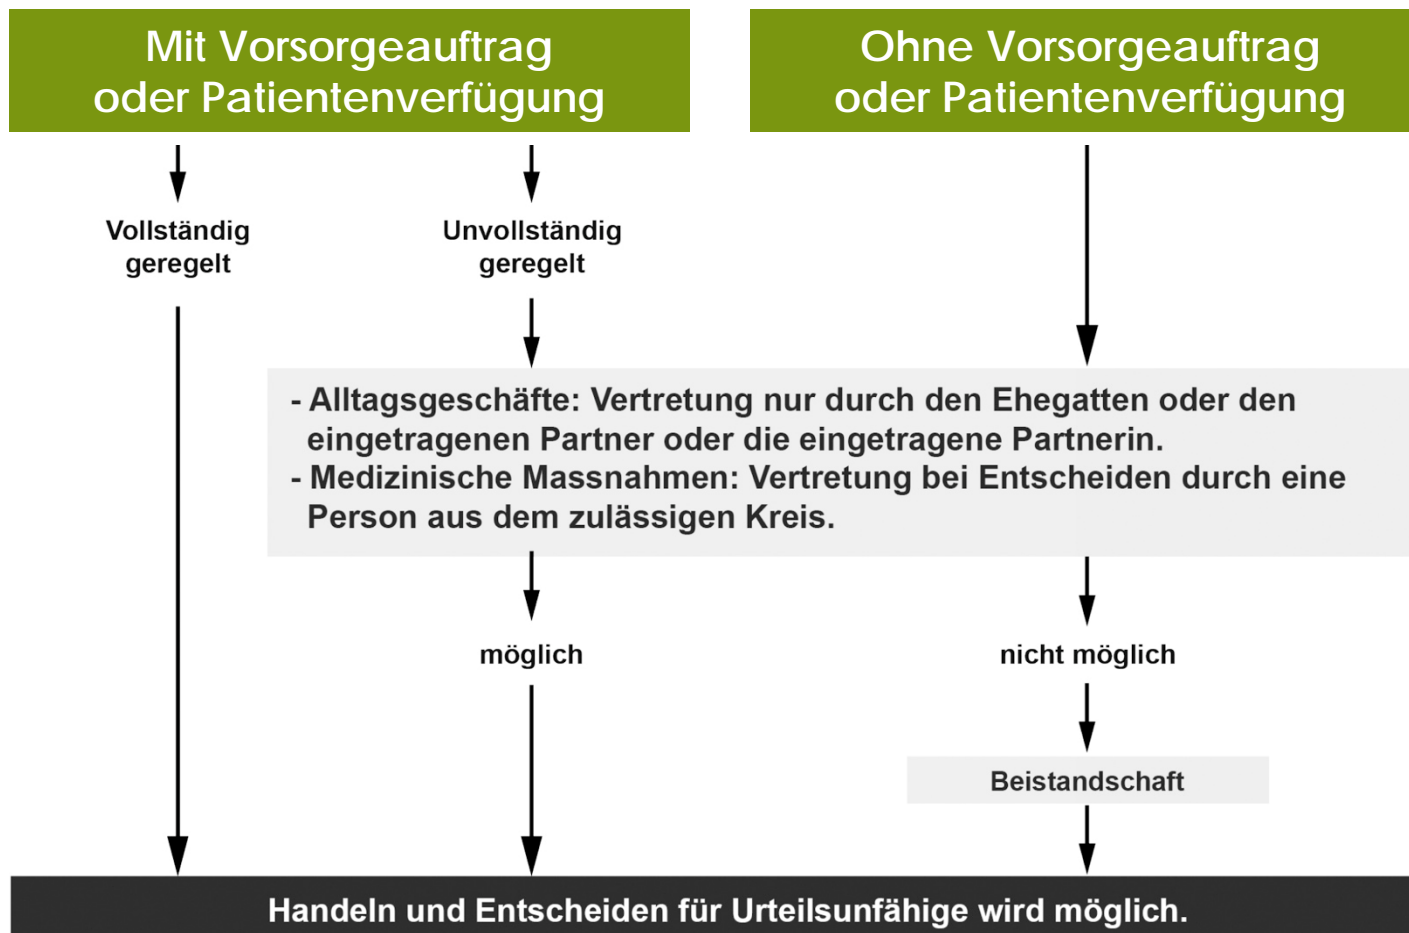 Mit Vorsorgeauftrag
oder Patientenverfügung
Ohne Vorsorgeauftrag
oder Patientenverfügung
Vollständig
geregelt
Unvollständig
geregelt
- Alltagsgeschäfte: Vertretung nur durch den Ehegatten oder den
eingetragenen Partner oder die eingetragene Partnerin.
- Medizinische Massnahmen: Vertretung bei Entscheiden durch eine
Person aus dem zulässigen Kreis.
möglich
nicht möglich
Beistandschaft
Handeln und Entscheiden für Urteilsunfähige wird möglich.